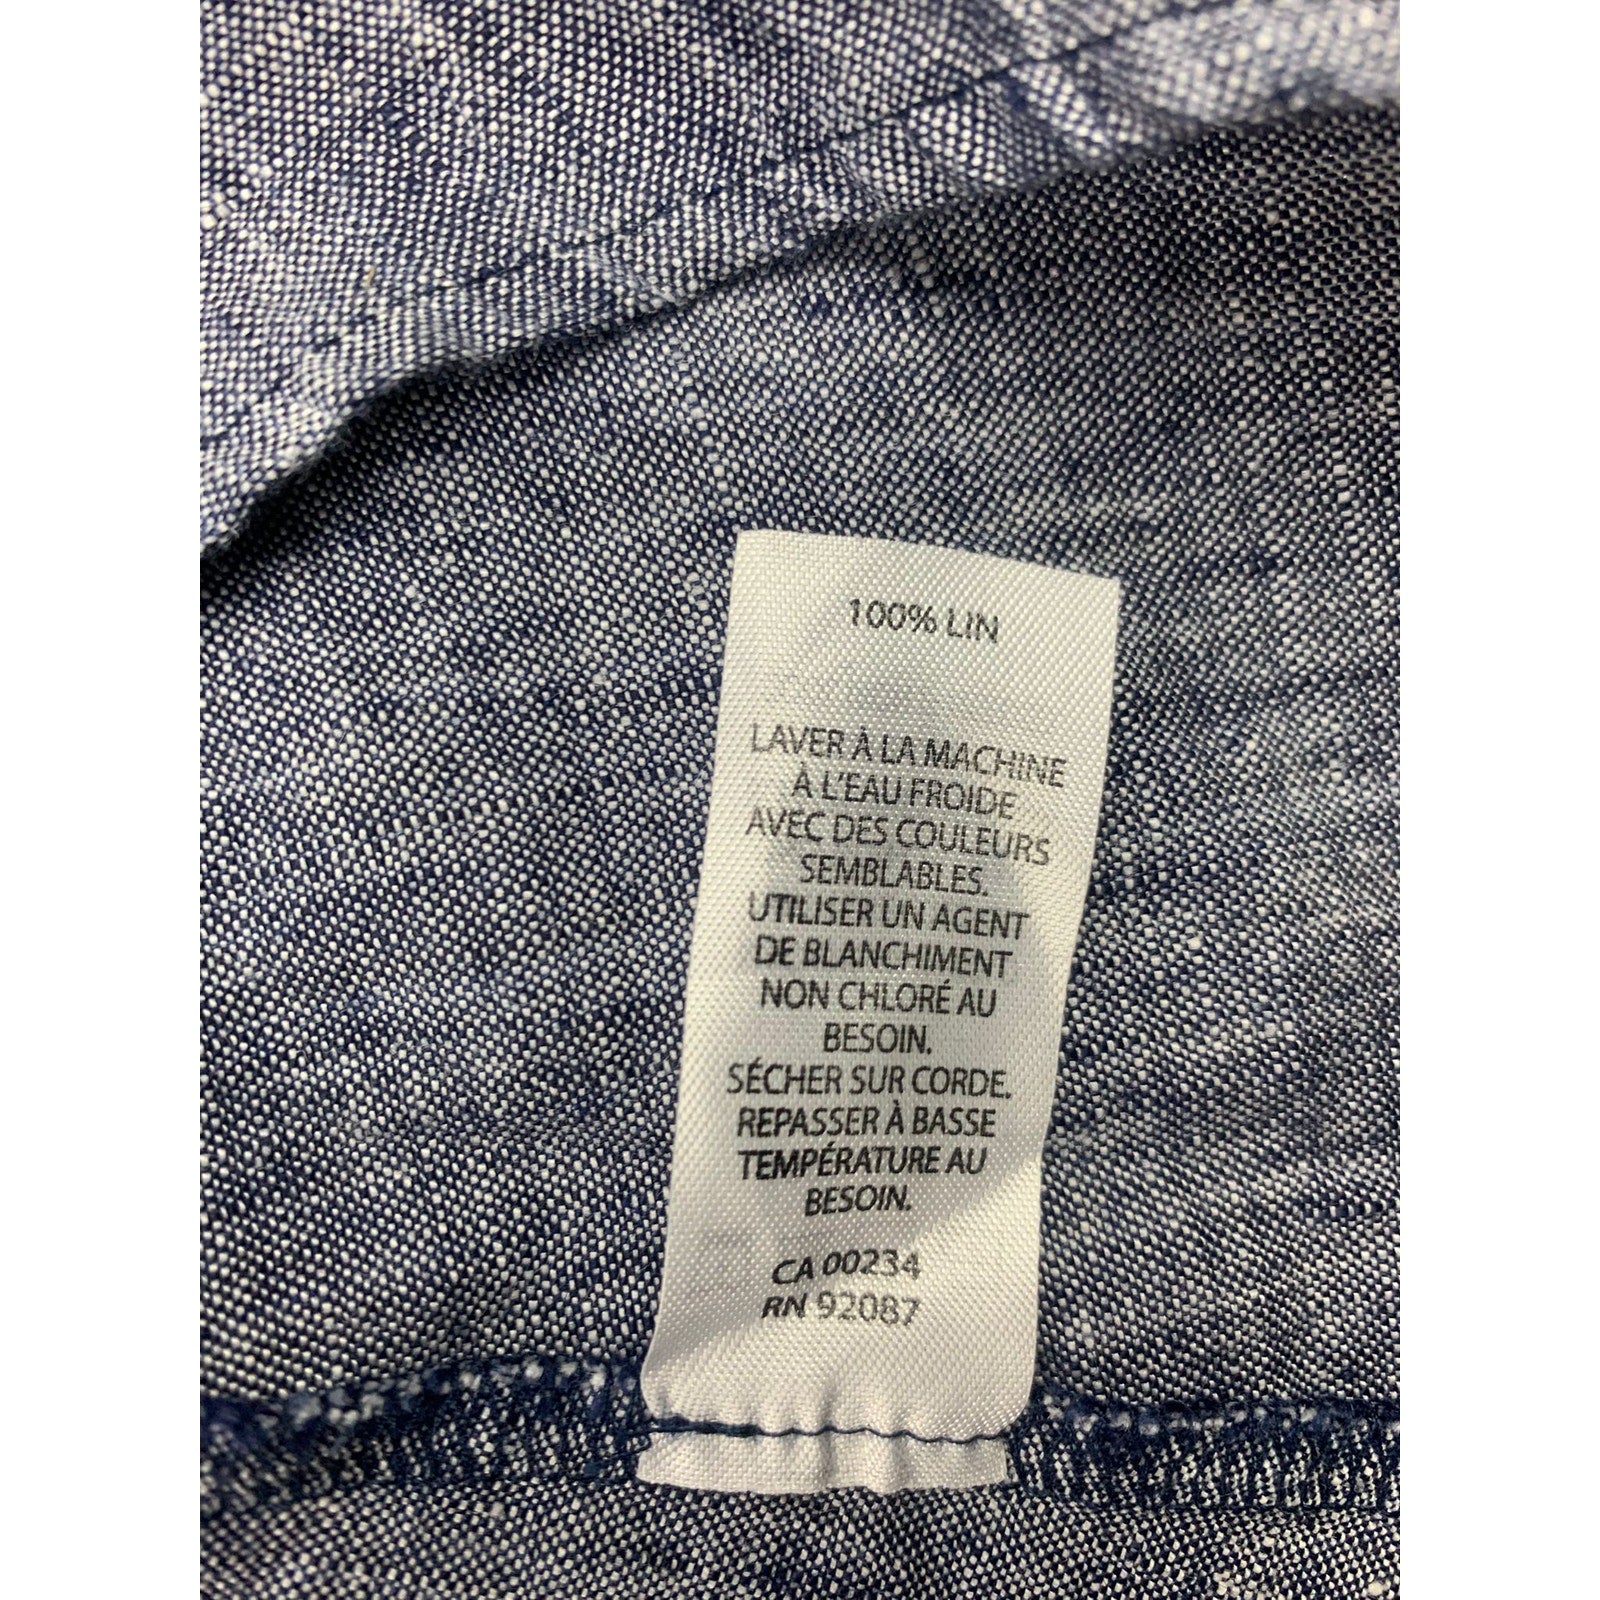 100% LIN
LAVER À LA MACHINE
À L'EAU FROIDE
AVEC DES COULEURS
SEMBLABLES.
UTILISER UN AGENT
DE BLANCHIMENT
NON CHLORÉ AU
BESOIN.
SÉCHER SUR CORDE.
REPASSER À BASSE
TEMPÉRATURE AU
BESOIN.
CA 00234
RN 92087